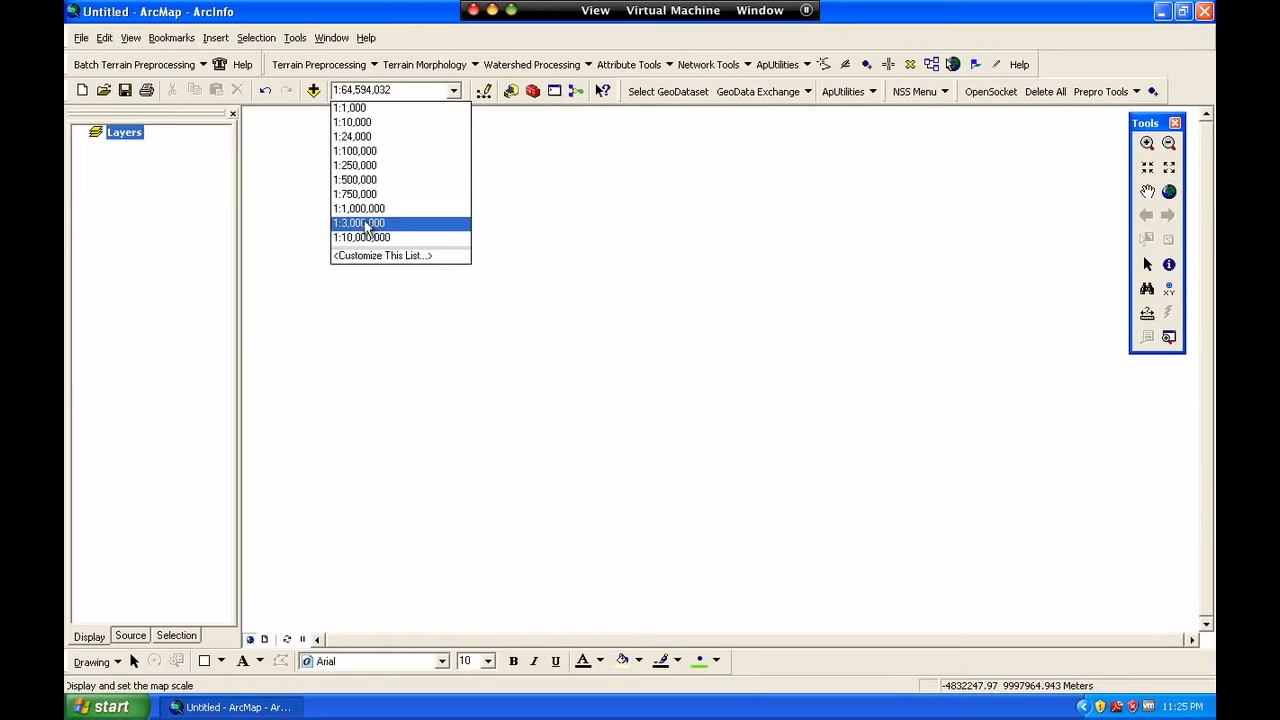 Untitled - ArcMap - ArcInfo
View Virtual Machine Window
File Edit View Bookmarks Insert Selection Tools Window Help
Batch Terrain Preprocessing Help Terrain Preprocessing Terrain Morphology Watershed Processing Attribute Tools Network Tools ApUtilities Help
1:64,594,032 Select GeoDataset GeoData Exchange ApUtilities NSS Menu OpenSocket Delete All Prepro Tools
Layers
1:1,000
1:10,000
1:24,000
1:100,000
1:250,000
1:500,000
1:750,000
1:1,000,000
1:3,000,000
1:10,000,000
<Customize This List...>
Tools
XY
Display Source Selection
Drawing A Arial 10 B I U A
Display and set the map scale -4832247.97 9997964.943 Meters
start Untitled - ArcMap - Ar... 11:25 PM